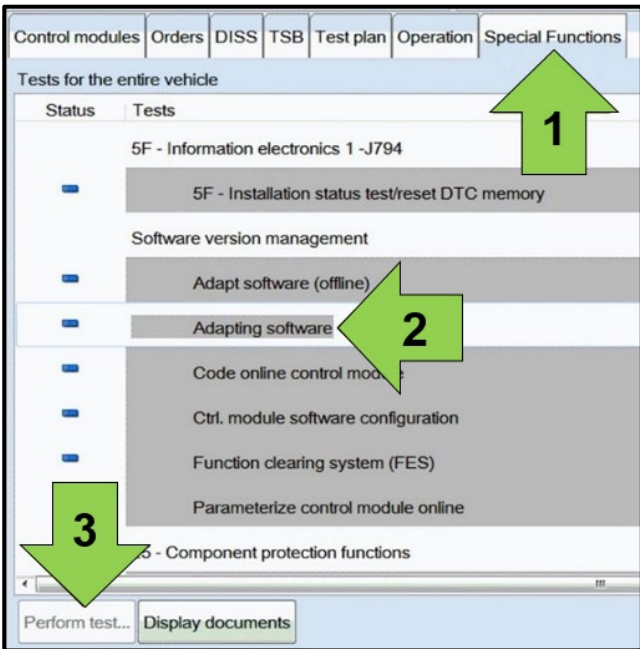 Control modules Orders DISS TSB Test plan Operation Special Functions
Tests for the entire vehicle
Status Tests
1
5F - Information electronics 1 -J794
5F - Installation status test/reset DTC memory
Software version management
Adapt software (offline)
Adapting software
2
Code online control module
Ctrl. module software configuration
Function clearing system (FES)
Parameterize control module online
3
5 - Component protection functions
Perform test... Display documents